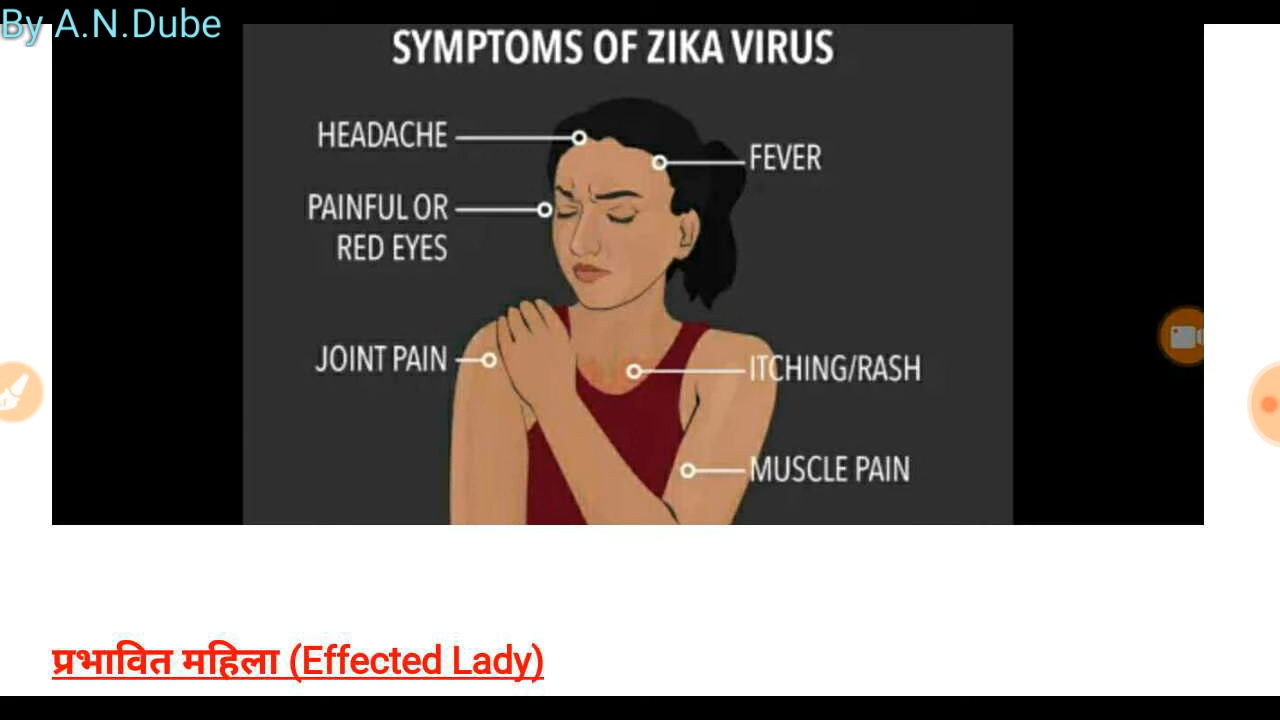 By A.N.Dube
SYMPTOMS OF ZIKA VIRUS
HEADACHE
FEVER
PAINFUL OR
RED EYES
JOINT PAIN
ITCHING/RASH
MUSCLE PAIN
प्रभावित महिला (Effected Lady)